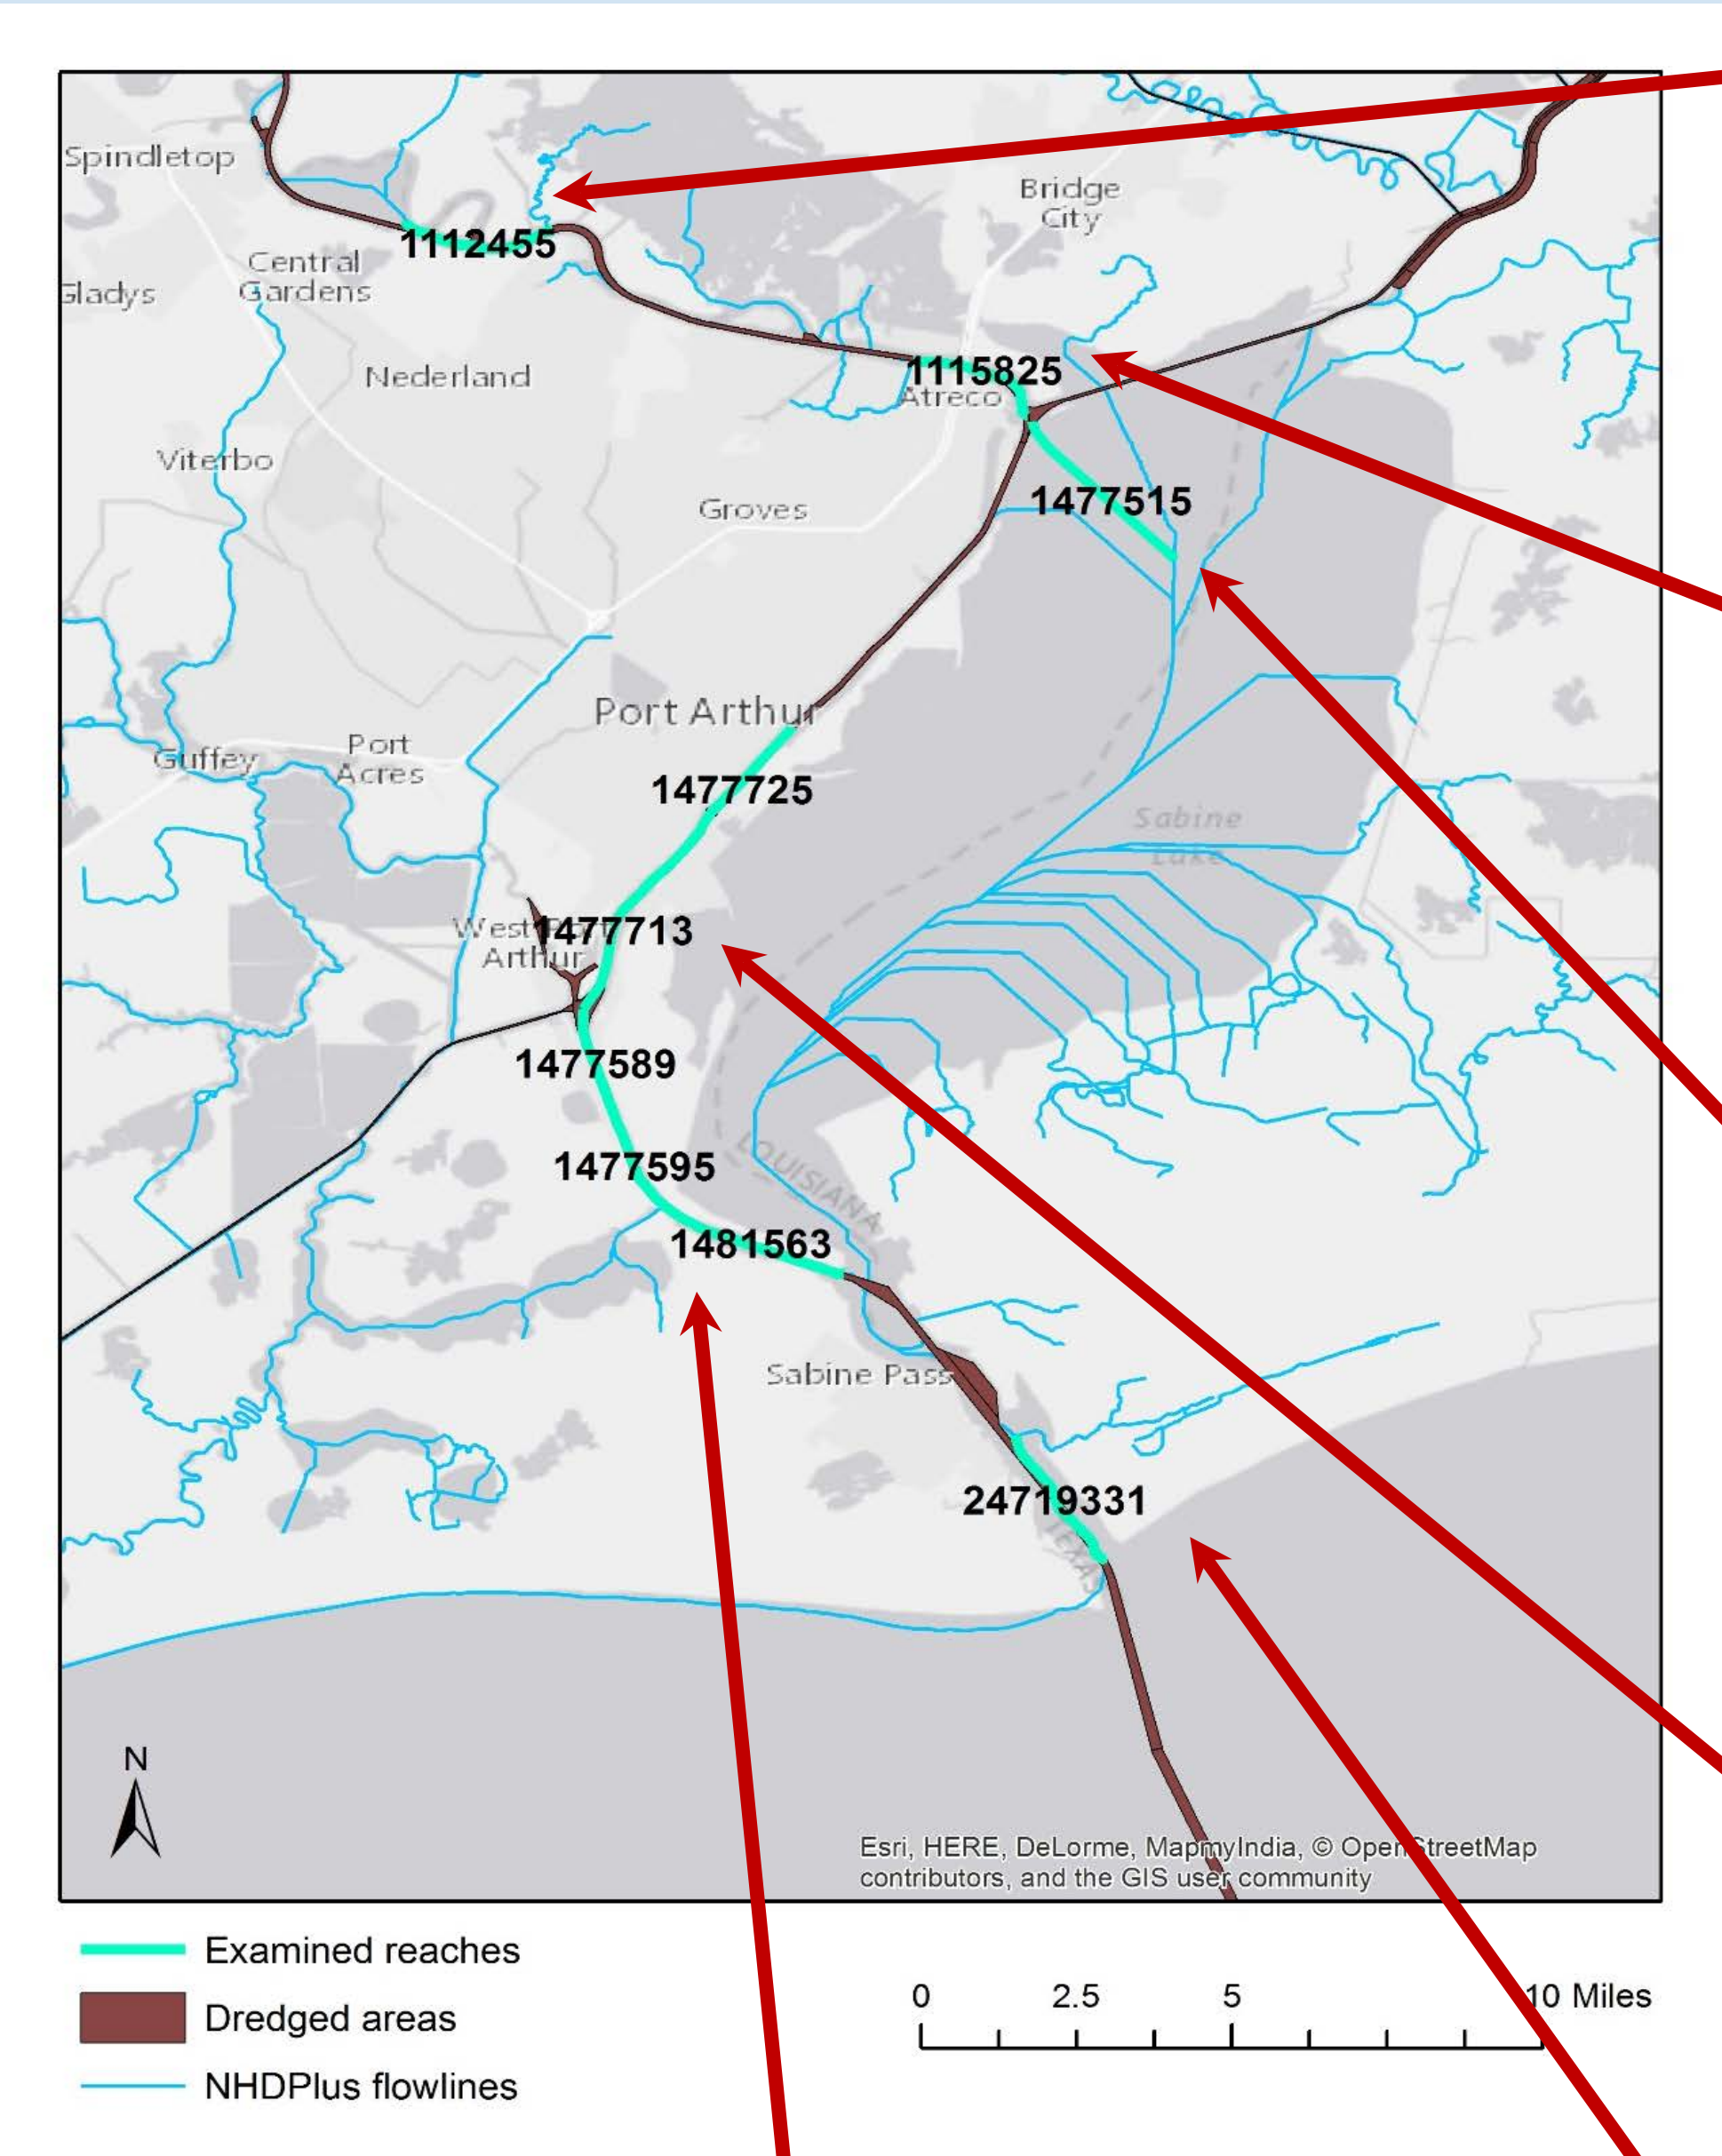 Spindletop
Bridge
City
1112455
Central
Gardens
Gladys
1115825
Atreco
Nederland
Viterbo
1477515
Groves
Port Arthur
Port
Acres
Guffey
1477725
Sabine
Lake
1477713
West Port
Arthur
1477589
1477595
LOUISIANA
1481563
Sabine Pass
24719331
TEXAS
N
Esri, HERE, DeLorme, MapmyIndia, © OpenStreetMap
contributors, and the GIS user community
Examined reaches
Dredged areas
NHDPlus flowlines
0 2.5 5 10 Miles